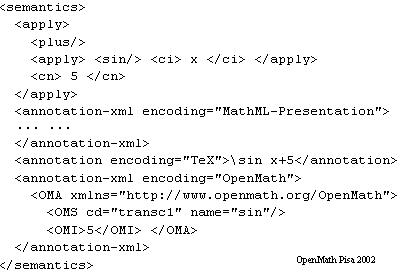 <semantics>
<apply>
<plus/>
<apply> <sin/> <ci> x </ci> </apply>
<cn> 5 </cn>
</apply>
<annotation-xml encoding="MathML-Presentation">
... ...
</annotation-xml>
<annotation encoding="TeX">\sin x+5</annotation>
<annotation-xml encoding="OpenMath">
<OMA xmlns="http://www.openmath.org/OpenMath">
<OMS cd="transc1" name="sin"/>
<OMI>5</OMI> </OMA>
</annotation-xml>
</semantics>
OpenMath Pisa 2002